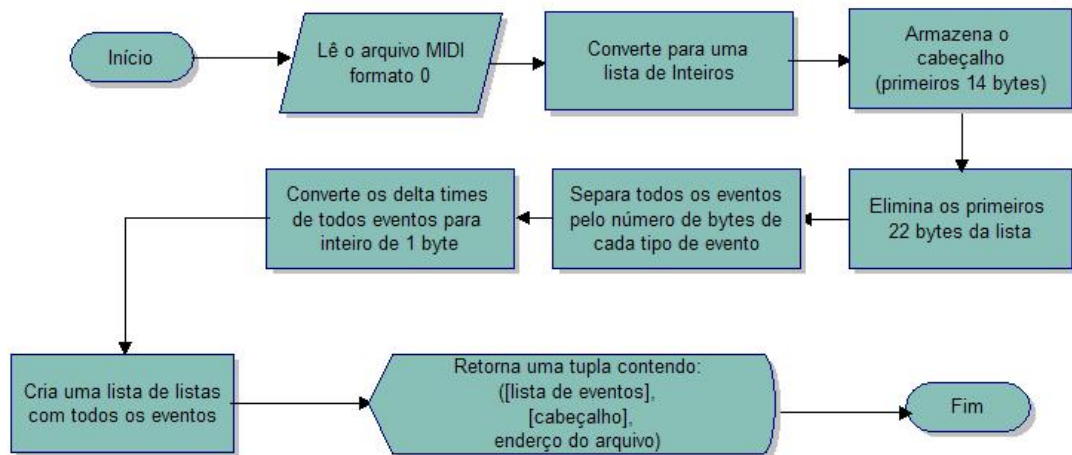 Início
Lê o arquivo MIDI
formato 0
Converte para uma
lista de Inteiros
Armazena o
cabeçalho
(primeiros 14 bytes)
Elimina os primeiros
22 bytes da lista
Separa todos os eventos
pelo número de bytes de
cada tipo de evento
Converte os delta times
de todos eventos para
inteiro de 1 byte
Cria uma lista de listas
com todos os eventos
Retorna uma tupla contendo:
([lista de eventos],
[cabeçalho],
enderço do arquivo)
Fim